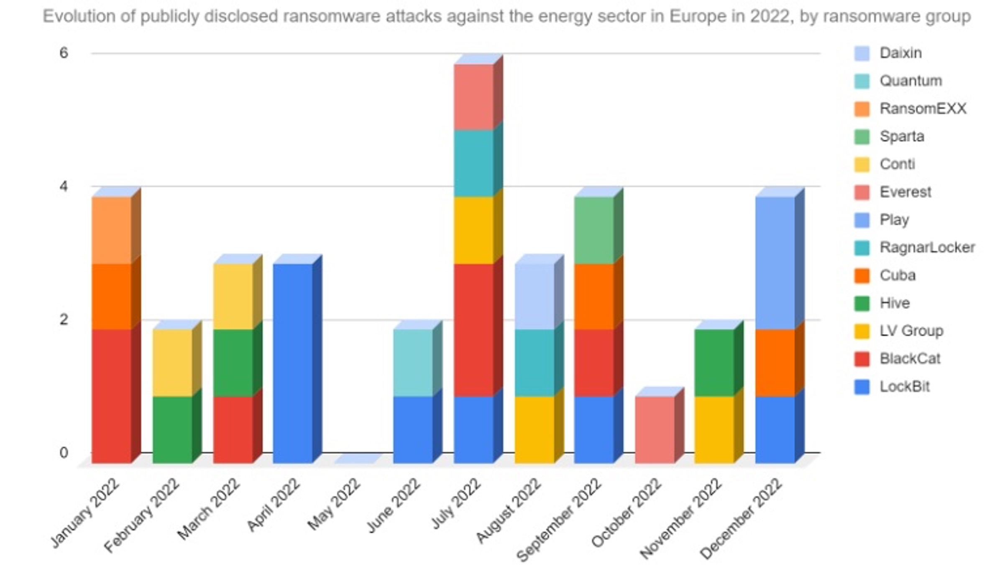 Evolution of publicly disclosed ransomware attacks against the energy sector in Europe in 2022, by ransomware group
6
4
2
0
January 2022
February 2022
March 2022
April 2022
May 2022
June 2022
July 2022
August 2022
September 2022
October 2022
November 2022
December 2022
Daixin
Quantum
RansomEXX
Sparta
Conti
Everest
Play
RagnarLocker
Cuba
Hive
LV Group
BlackCat
LockBit